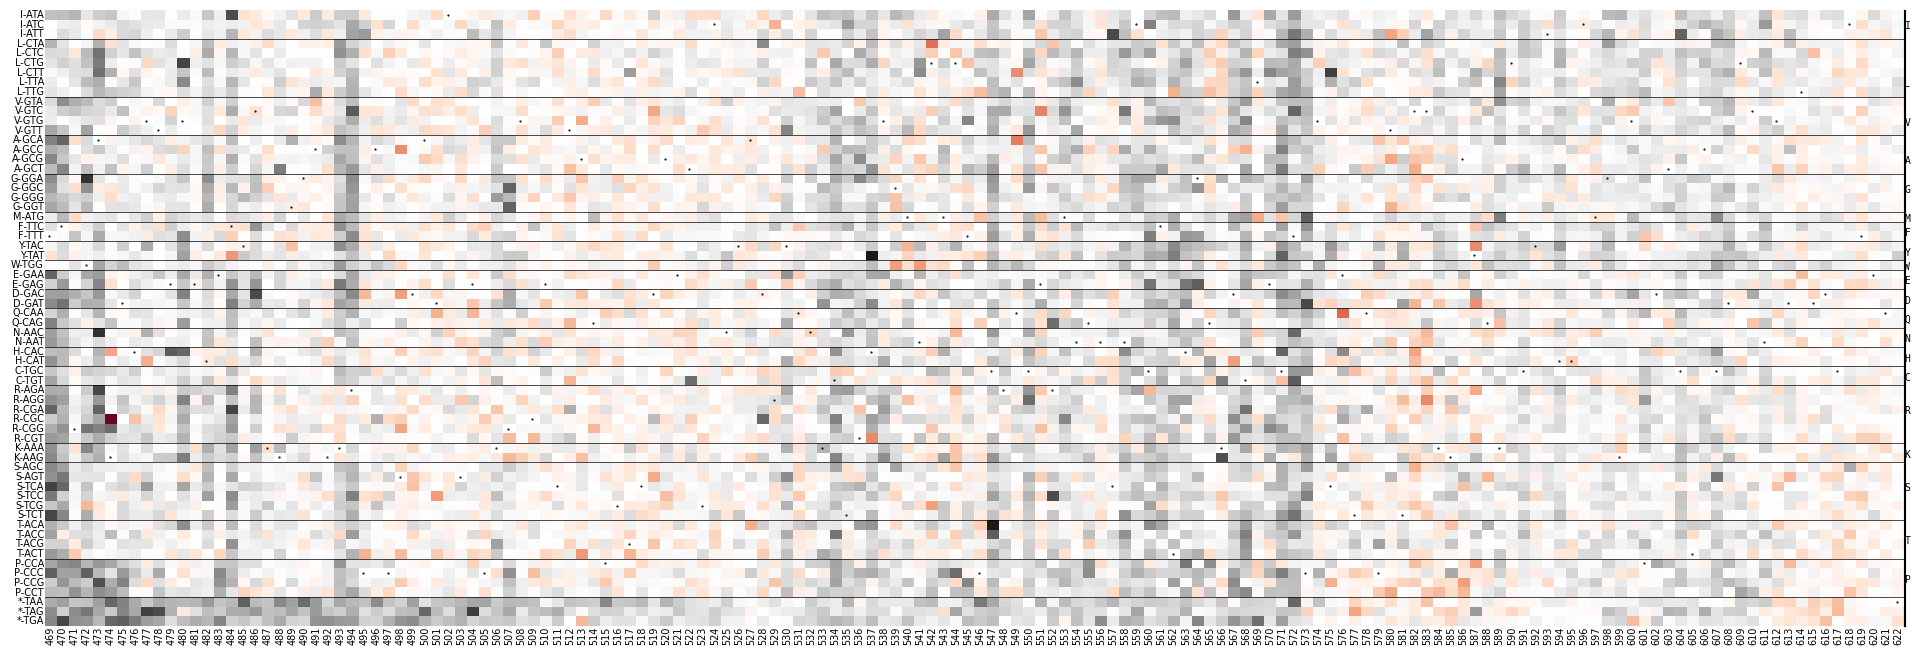 I-ATA
I-ATC
I-ATT
L-CTA
L-CTC
L-CTG
L-CTT
L-TTA
L-TTG
V-GTA
V-GTC
V-GTG
V-GTT
A-GCA
A-GCC
A-GCG
A-GCT
G-GGA
G-GGC
G-GGG
G-GGT
M-ATG
F-TTC
F-TTT
Y-TAC
Y-TAT
W-TGG
E-GAA
E-GAG
D-GAC
D-GAT
Q-CAA
Q-CAG
N-AAC
N-AAT
H-CAC
H-CAT
C-TGC
C-TGT
R-AGA
R-AGG
R-CGA
R-CGC
R-CGG
R-CGT
K-AAA
K-AAG
S-AGC
S-AGT
S-TCA
S-TCC
S-TCG
S-TCT
T-ACA
T-ACC
T-ACG
T-ACT
P-CCA
P-CCC
P-CCG
P-CCT
*-TAA
*-TAG
*-TGA
I
L
V
A
G
M
F
Y
W
E
D
Q
N
H
C
R
K
S
T
P
469 470 471 472 473 474 475 476 477 478 479 480 481 482 483 484 485 486 487 488 489 490 491 492 493 494 495 496 497 498 499 500 501 502 503 504 505 506 507 508 509 510 511 512 513 514 515 516 517 518 519 520 521 522 523 524 525 526 527 528 529 530 531 532 533 534 535 536 537 538 539 540 541 542 543 544 545 546 547 548 549 550 551 552 553 554 555 556 557 558 559 560 561 562 563 564 565 566 567 568 569 570 571 572 573 574 575 576 577 578 579 580 581 582 583 584 585 586 587 588 589 590 591 592 593 594 595 596 597 598 599 600 601 602 603 604 605 606 607 608 609 610 611 612 613 614 615 616 617 618 619 620 621 622